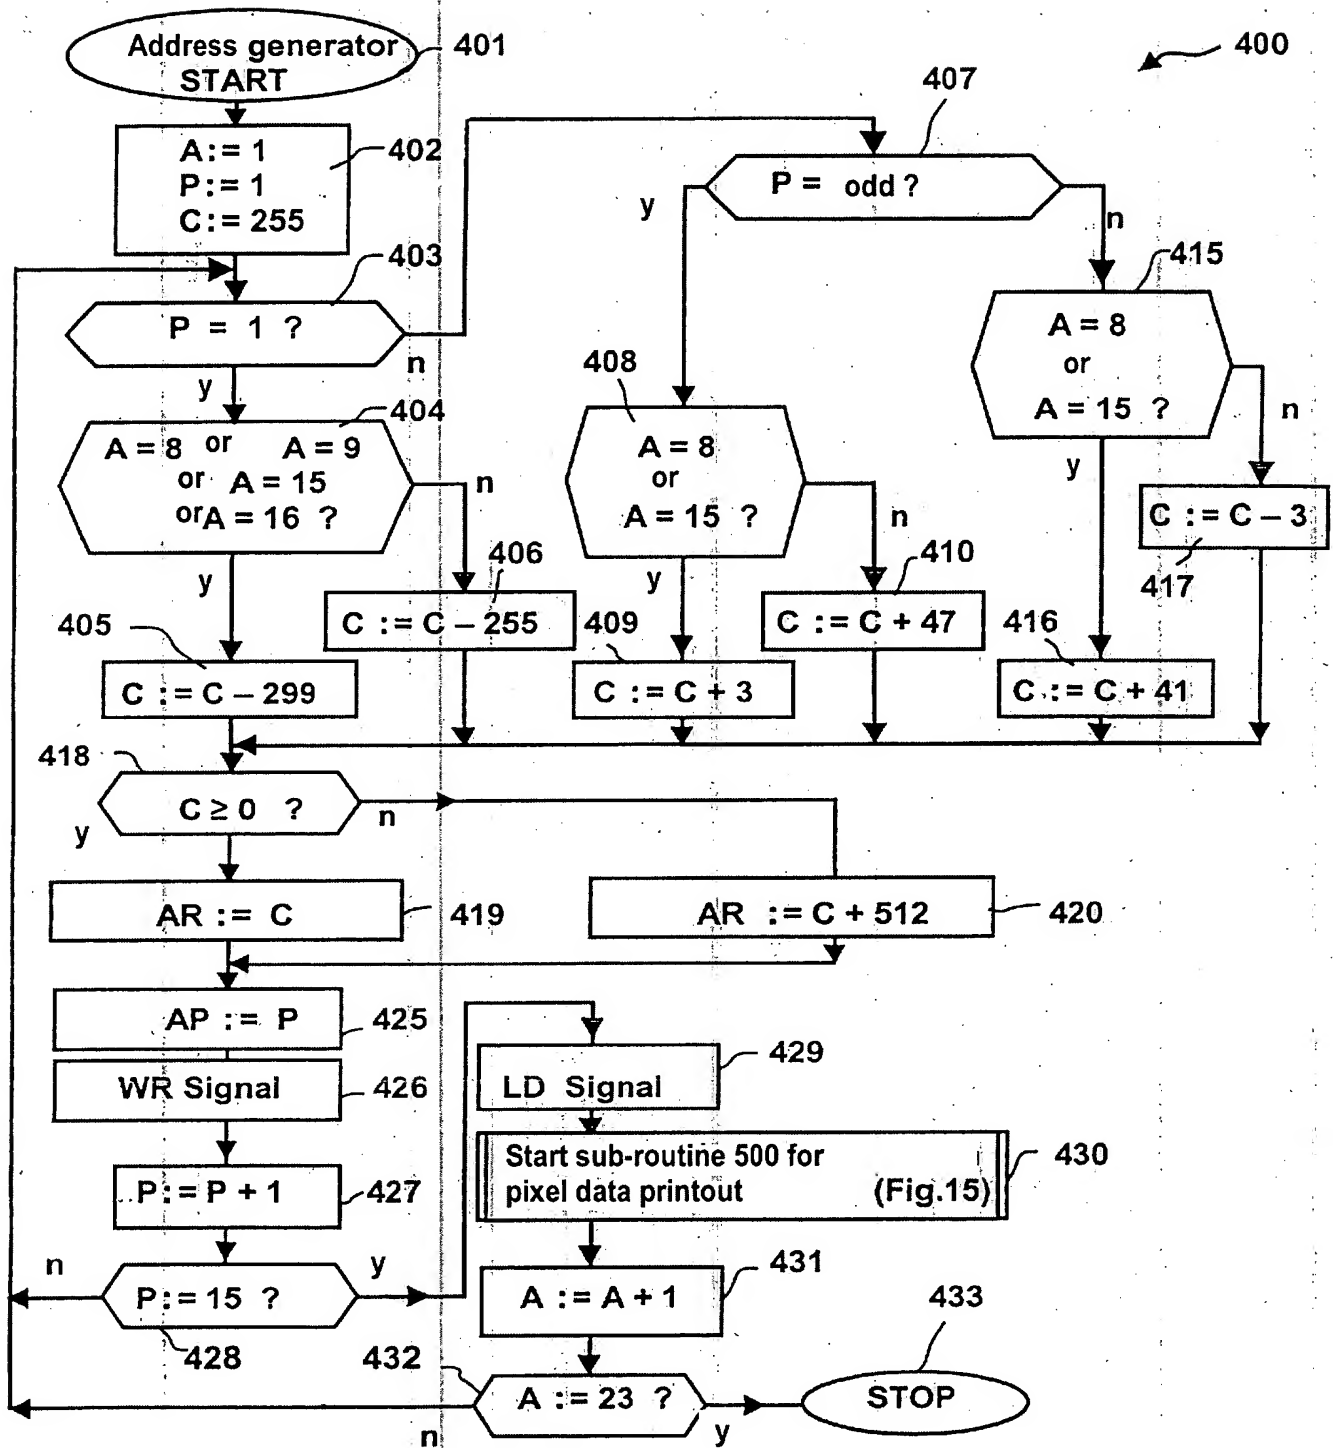 Address generator
START
401
400
407
A:= 1
P:= 1
C:= 255
402
P = odd ?
y
n
403
415
P = 1 ?
n
y
A = 8
or
A = 15 ?
n
y
408
404
A = 8 or A = 9
or A = 15
or A = 16 ?
n
y
A = 8
or
A = 15 ?
n
y
C := C – 3
417
406
410
C := C – 255
C := C + 47
405
409
416
C := C – 299
C := C + 3
C := C + 41
418
C ≥ 0 ?
n
y
AR := C
419
AR := C + 512
420
AP := P
425
WR Signal
426
429
LD Signal
Start sub-routine 500 for
pixel data printout (Fig.15)
430
P:= P + 1
427
n
y
P:= 15 ?
428
431
A := A + 1
433
432
A := 23 ?
n
y
STOP